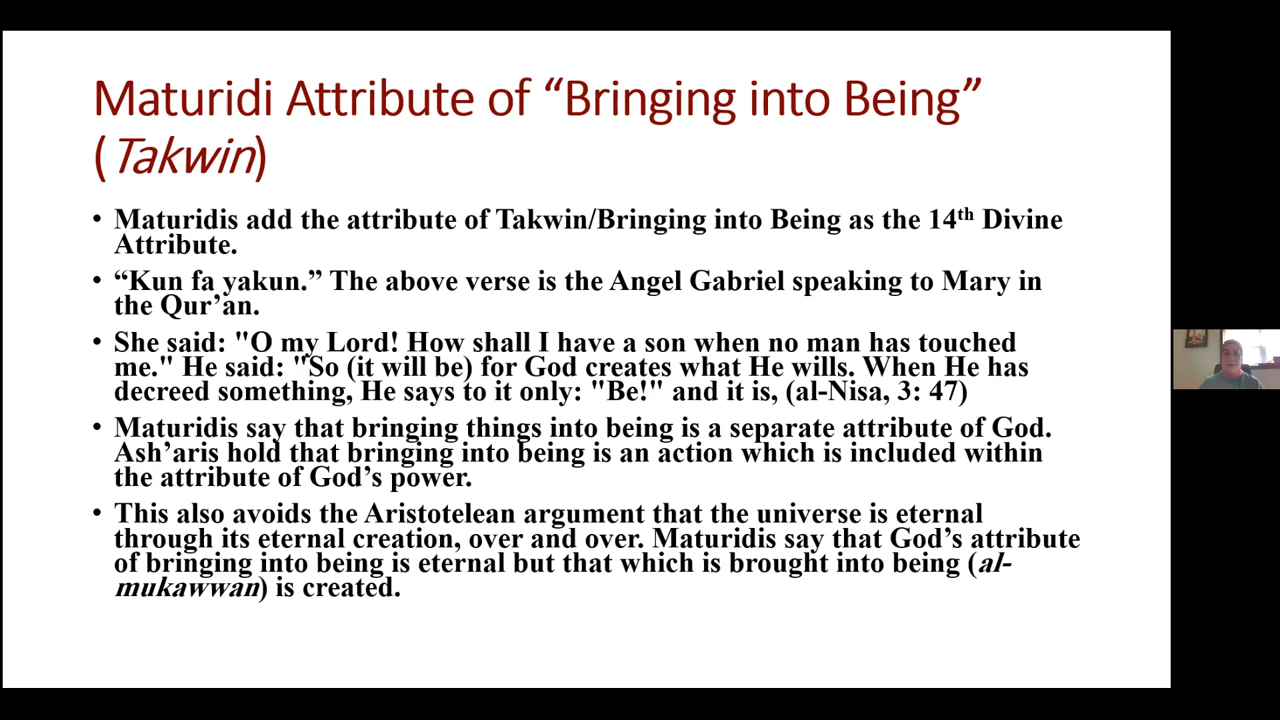 Maturidi Attribute of “Bringing into Being”
(Takwin)
• Maturidis add the attribute of Takwin/Bringing into Being as the 14th Divine
Attribute.
• “Kun fa yakun.” The above verse is the Angel Gabriel speaking to Mary in
the Qur’an.
• She said: "O my Lord! How shall I have a son when no man has touched
me." He said: "So (it will be) for God creates what He wills. When He has
decreed something, He says to it only: "Be!" and it is, (al-Nisa, 3: 47)
• Maturidis say that bringing things into being is a separate attribute of God.
Ash’aris hold that bringing into being is an action which is included within
the attribute of God’s power.
• This also avoids the Aristotelean argument that the universe is eternal
through its eternal creation, over and over. Maturidis say that God’s attribute
of bringing into being is eternal but that which is brought into being (al-
mukawwan) is created.